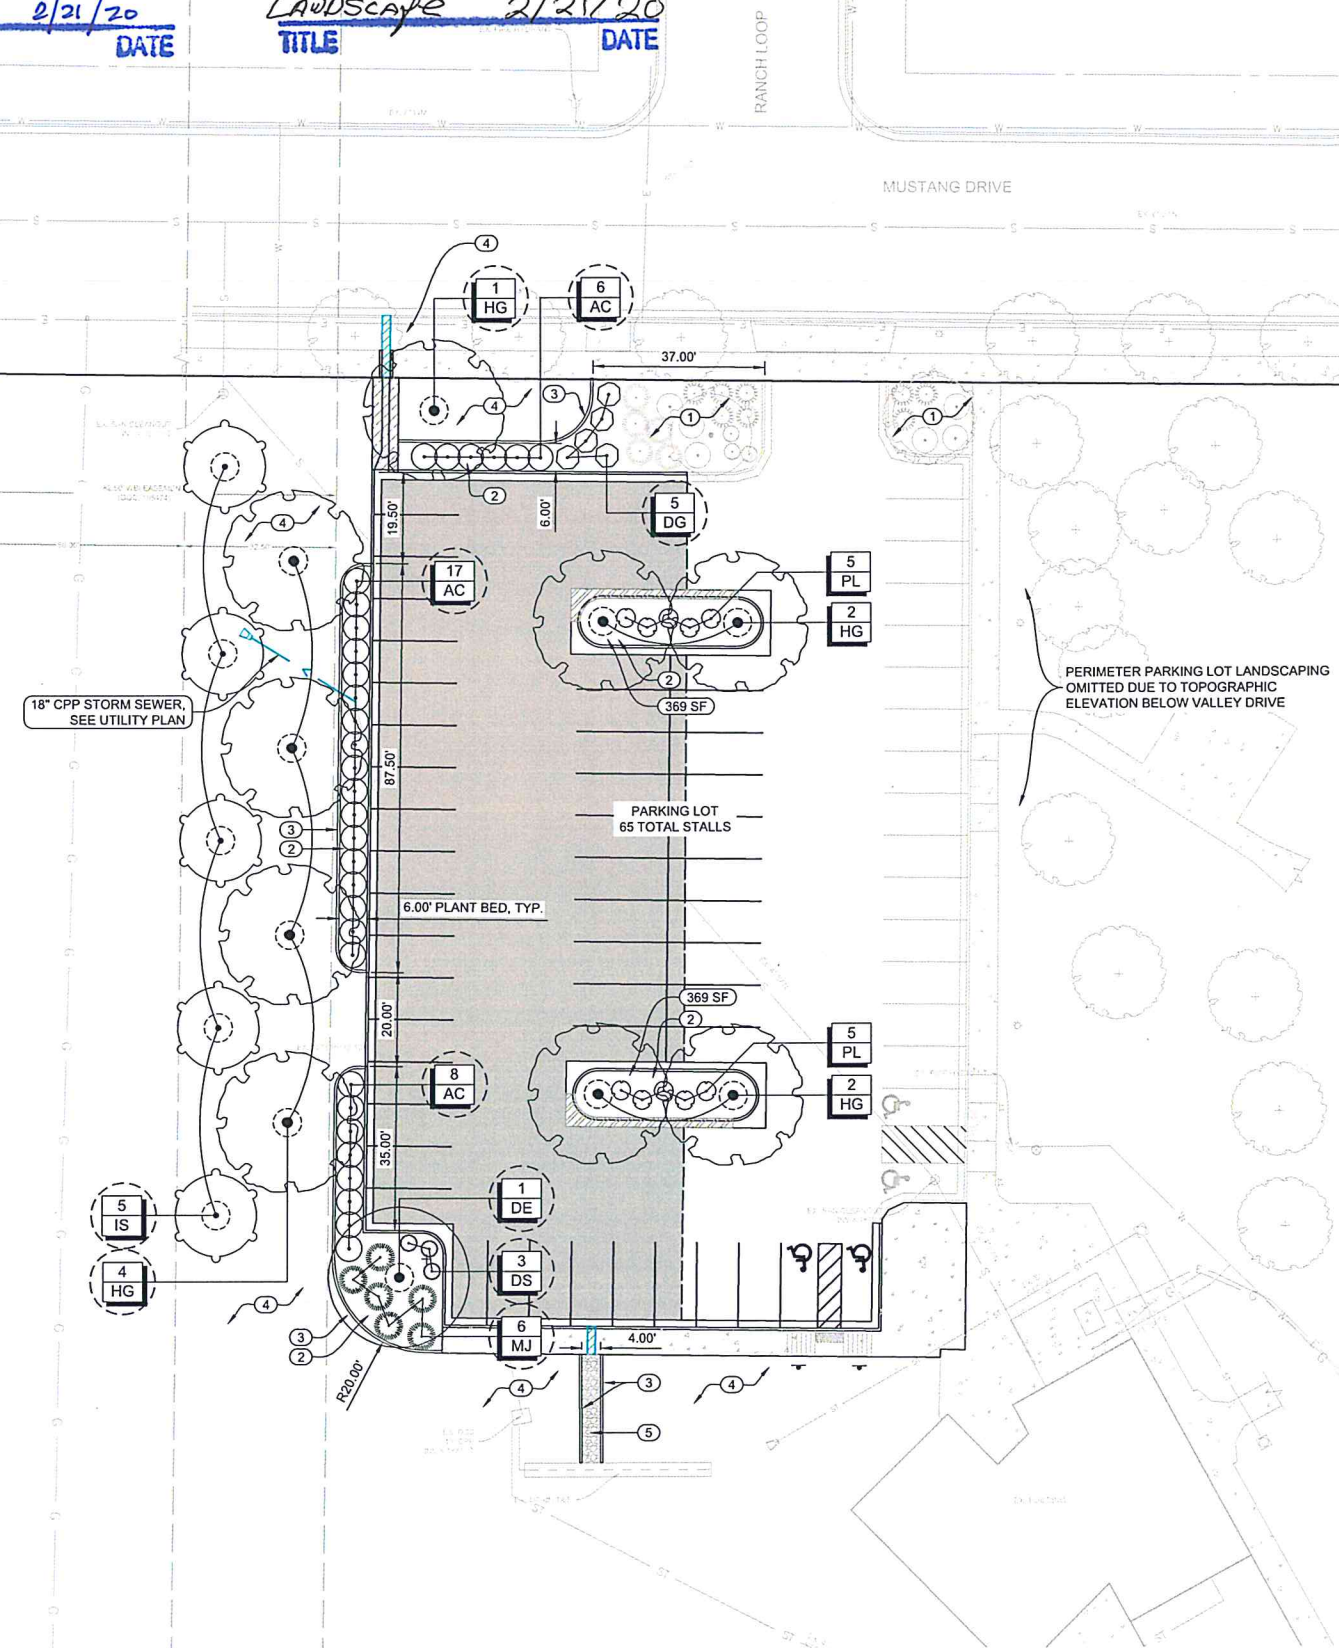 2/21/20
LANDSCAPE 2/21/20
DATE
TITLE
DATE
RANCH LOOP
W W W W W W
MUSTANG DRIVE
S S S S S S S S S
4
1
HG
6
AC
37.00'
3
4
1
1
2
19.50'
6.00'
5
DG
4
17
AC
5
PL
2
HG
2
369 SF
PERIMETER PARKING LOT LANDSCAPING
OMITTED DUE TO TOPOGRAPHIC
ELEVATION BELOW VALLEY DRIVE
18" CPP STORM SEWER,
SEE UTILITY PLAN
87.50'
PARKING LOT
65 TOTAL STALLS
3
2
6.00' PLANT BED, TYP.
369 SF
2
20.00'
5
PL
8
AC
2
HG
35.00'
1
DE
5
IS
3
DS
4
HG
4
6
MJ
3
2
4.00'
R20.00'
4
3
4
5